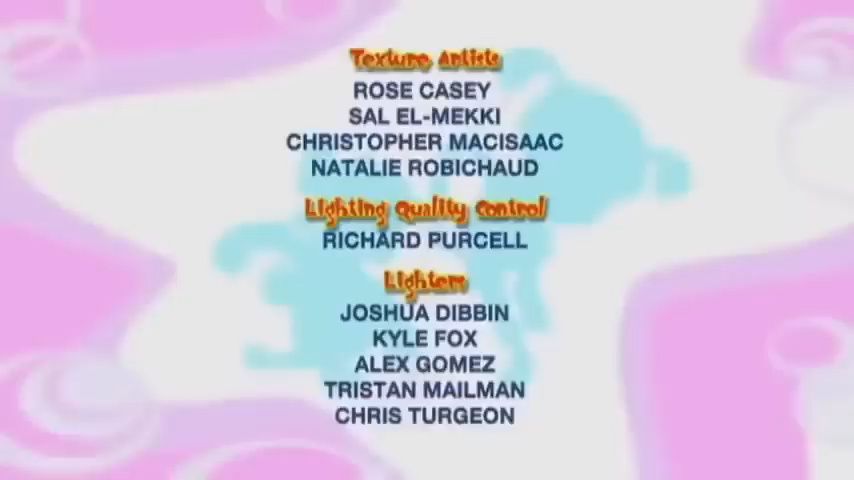 Texture Artists
ROSE CASEY
SAL EL-MEKKI
CHRISTOPHER MACISAAC
NATALIE ROBICHAUD
Lighting Quality Control
RICHARD PURCELL
Lighters
JOSHUA DIBBIN
KYLE FOX
ALEX GOMEZ
TRISTAN MAILMAN
CHRIS TURGEON